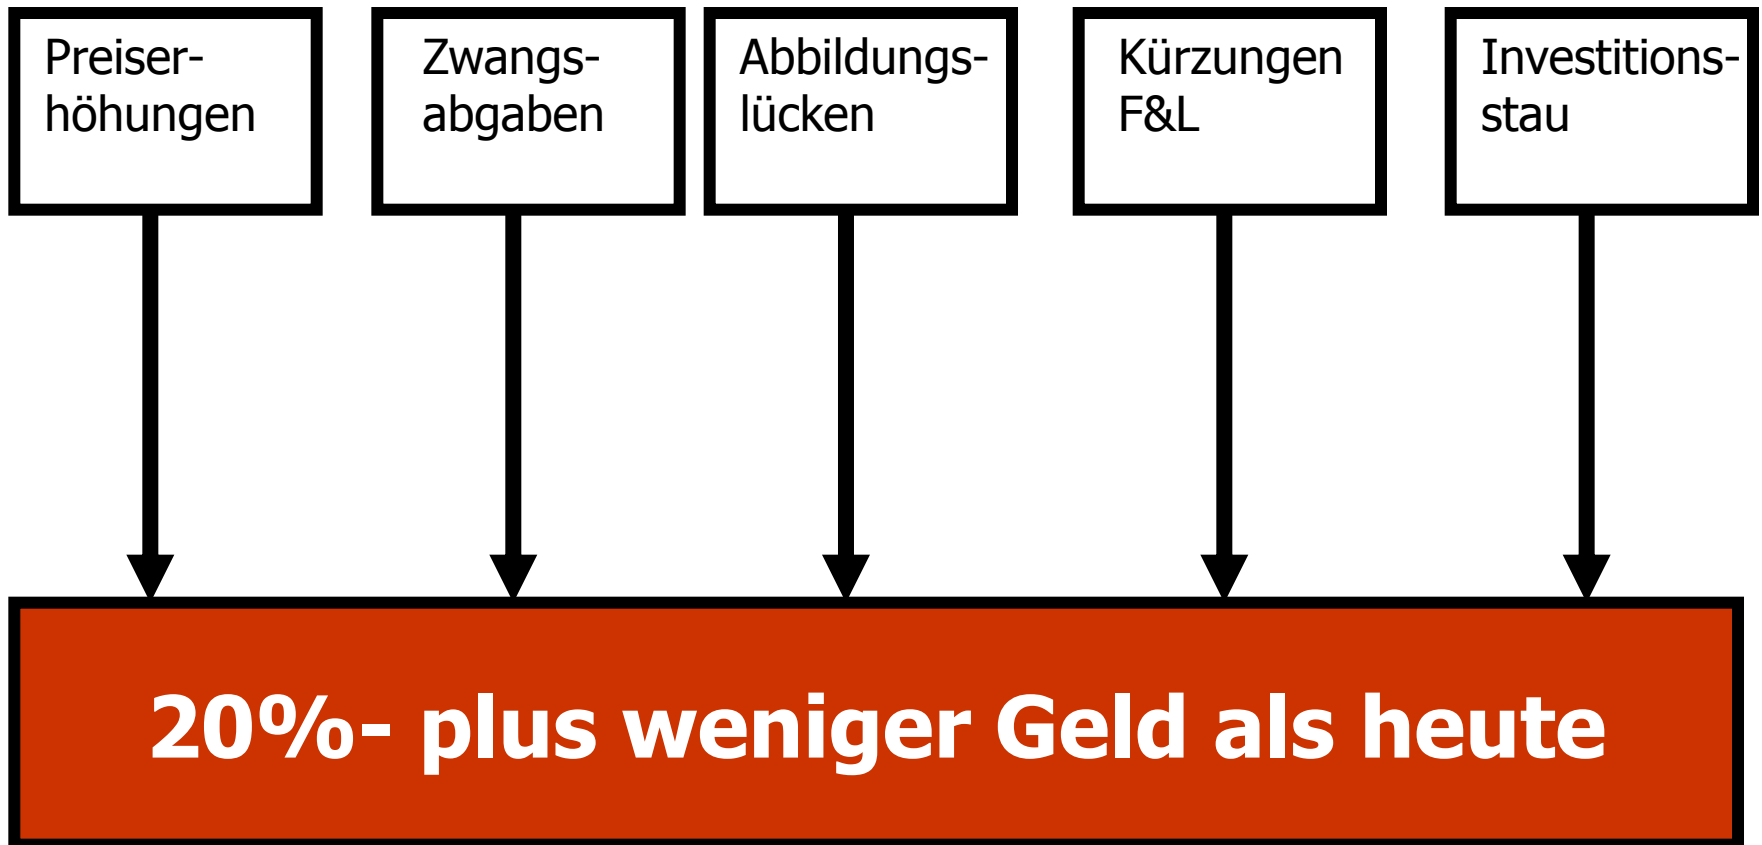 Preiser-
höhungen
Zwangs-
abgaben
Abbildungs-
lücken
Kürzungen
F&L
Investitions-
stau
20%- plus weniger Geld als heute